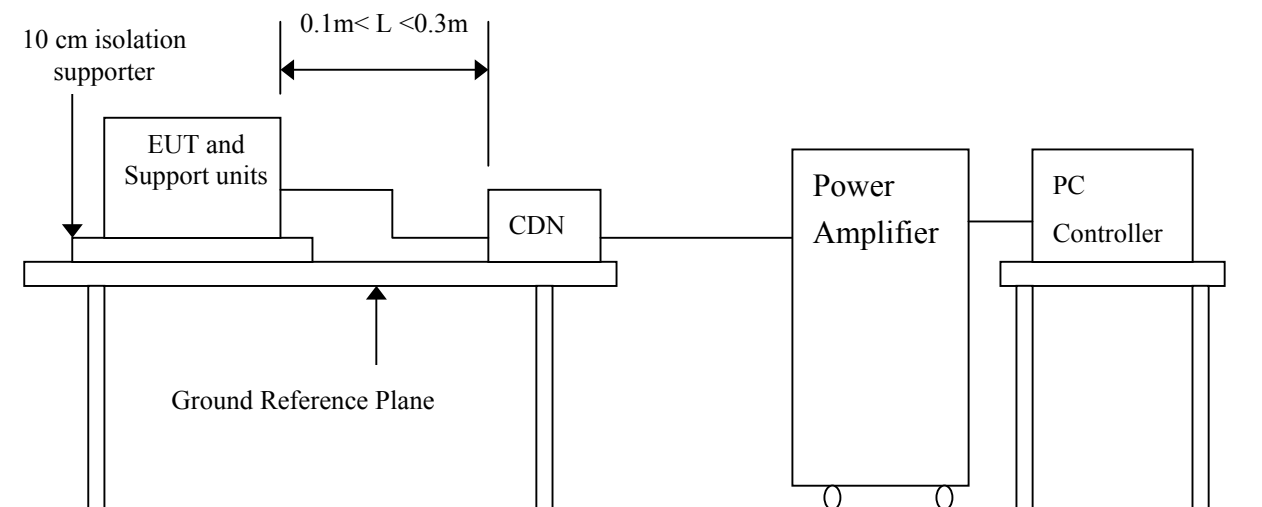 0.1m< L <0.3m
10 cm isolation
supporter
EUT and
Support units
CDN
Power
Amplifier
PC
Controller
Ground Reference Plane